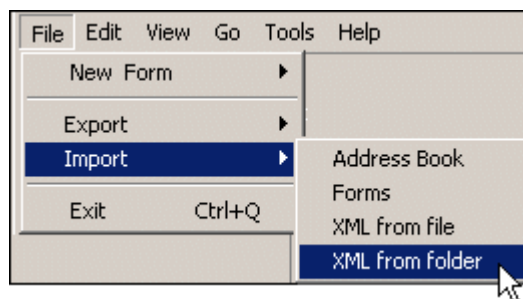 File Edit View Go Tools Help
New Form
Export
Import
Exit Ctrl+Q
Address Book
Forms
XML from file
XML from folder